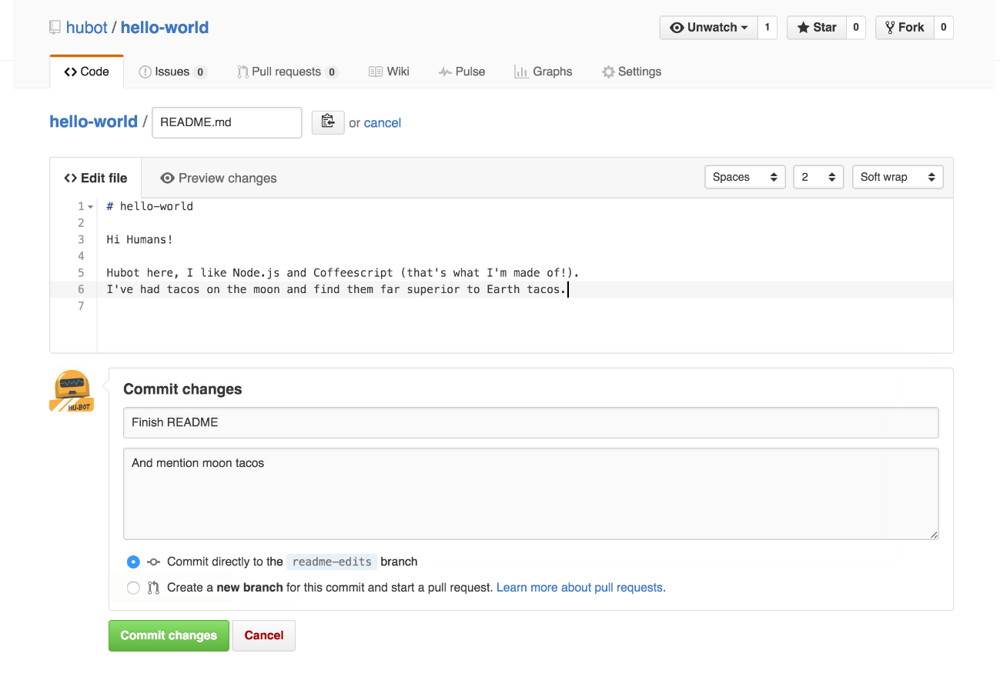 hubot / hello-world
Unwatch 1 Star 0 Fork 0
Code Issues 0 Pull requests 0 Wiki Pulse Graphs Settings
hello-world / README.md or cancel
Edit file Preview changes Spaces 2 Soft wrap
1 # hello-world
2
3 Hi Humans!
4
5 Hubot here, I like Node.js and Coffeescript (that's what I'm made of!).
6 I've had tacos on the moon and find them far superior to Earth tacos.
7
HU-BOT
Commit changes
Finish README
And mention moon tacos
Commit directly to the readme-edits branch
Create a new branch for this commit and start a pull request. Learn more about pull requests.
Commit changes Cancel